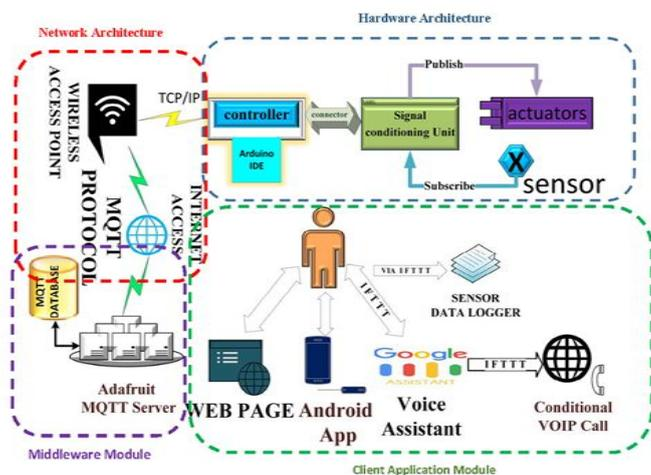 Network Architecture
Hardware Architecture
WIRELESS
ACCESS POINT
TCP/IP
controller
Arduino
IDE
connector
Signal
conditioning Unit
Publish
Subscribe
actuators
X
sensor
MQTT
PROTOCOL
INTERNET
ACCESS
MQTT
DATABASE
Adafruit
MQTT Server
Middleware Module
VIA IFTTT
IFTTT
SENSOR
DATA LOGGER
WEB PAGE
Android
App
Google
ASSISTANT
Voice
Assistant
IFTTT
Conditional
VOIP Call
Client Application Module